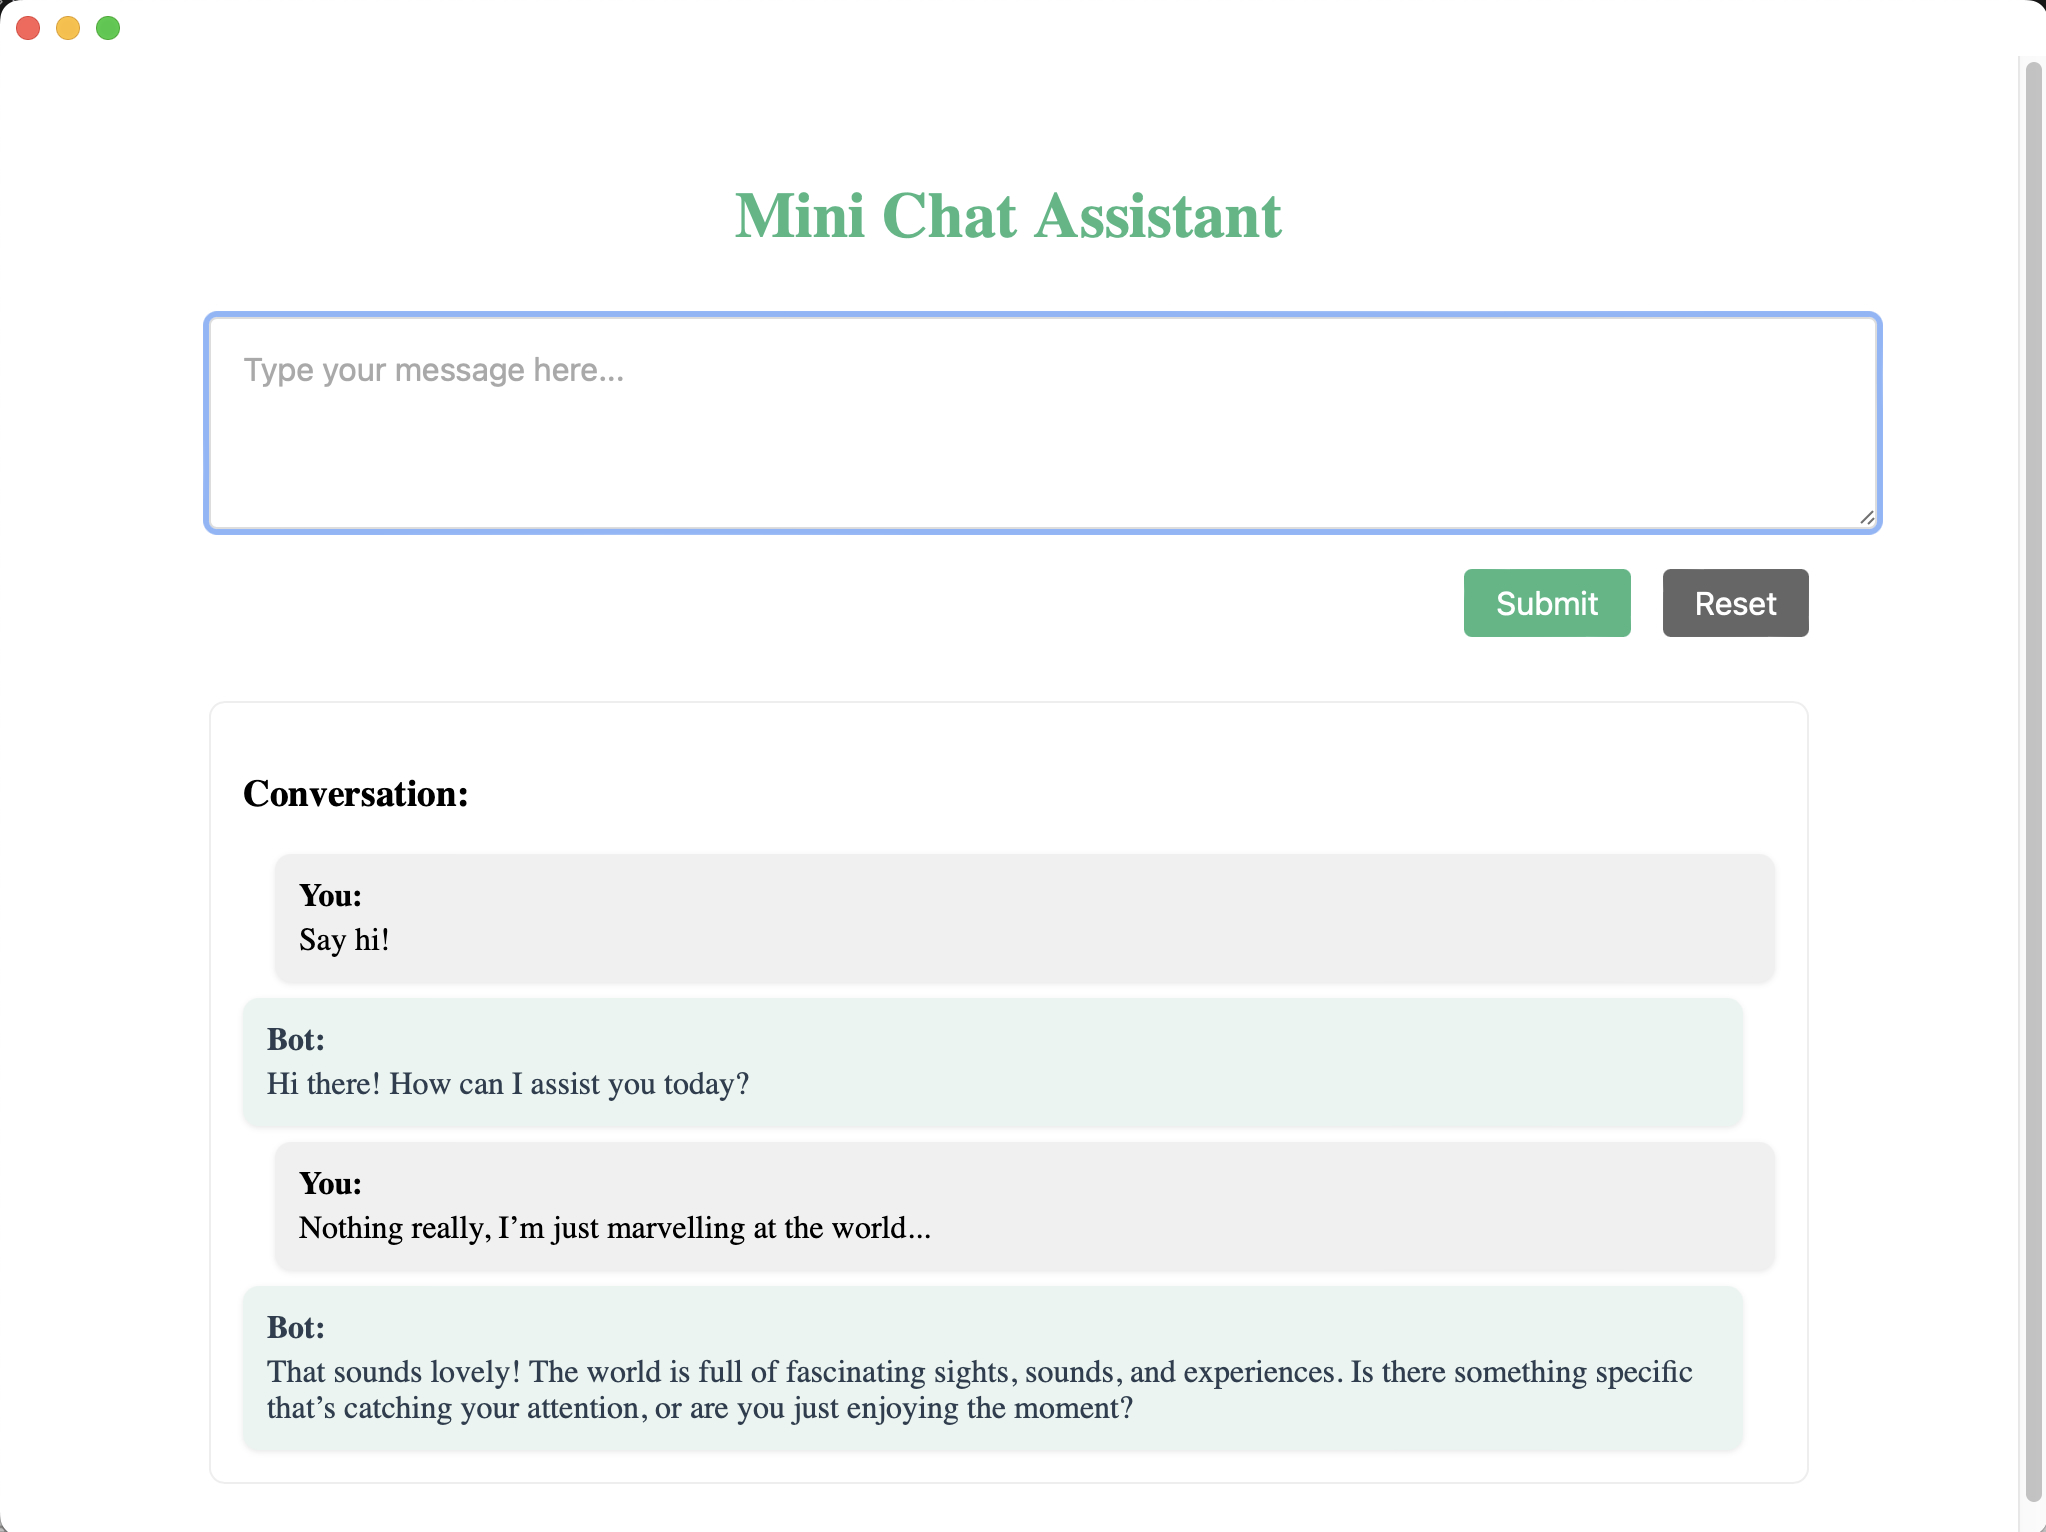 Mini Chat Assistant
Type your message here...
Submit Reset
Conversation:
You:
Say hi!
Bot:
Hi there! How can I assist you today?
You:
Nothing really, I’m just marvelling at the world...
Bot:
That sounds lovely! The world is full of fascinating sights, sounds, and experiences. Is there something specific
that’s catching your attention, or are you just enjoying the moment?